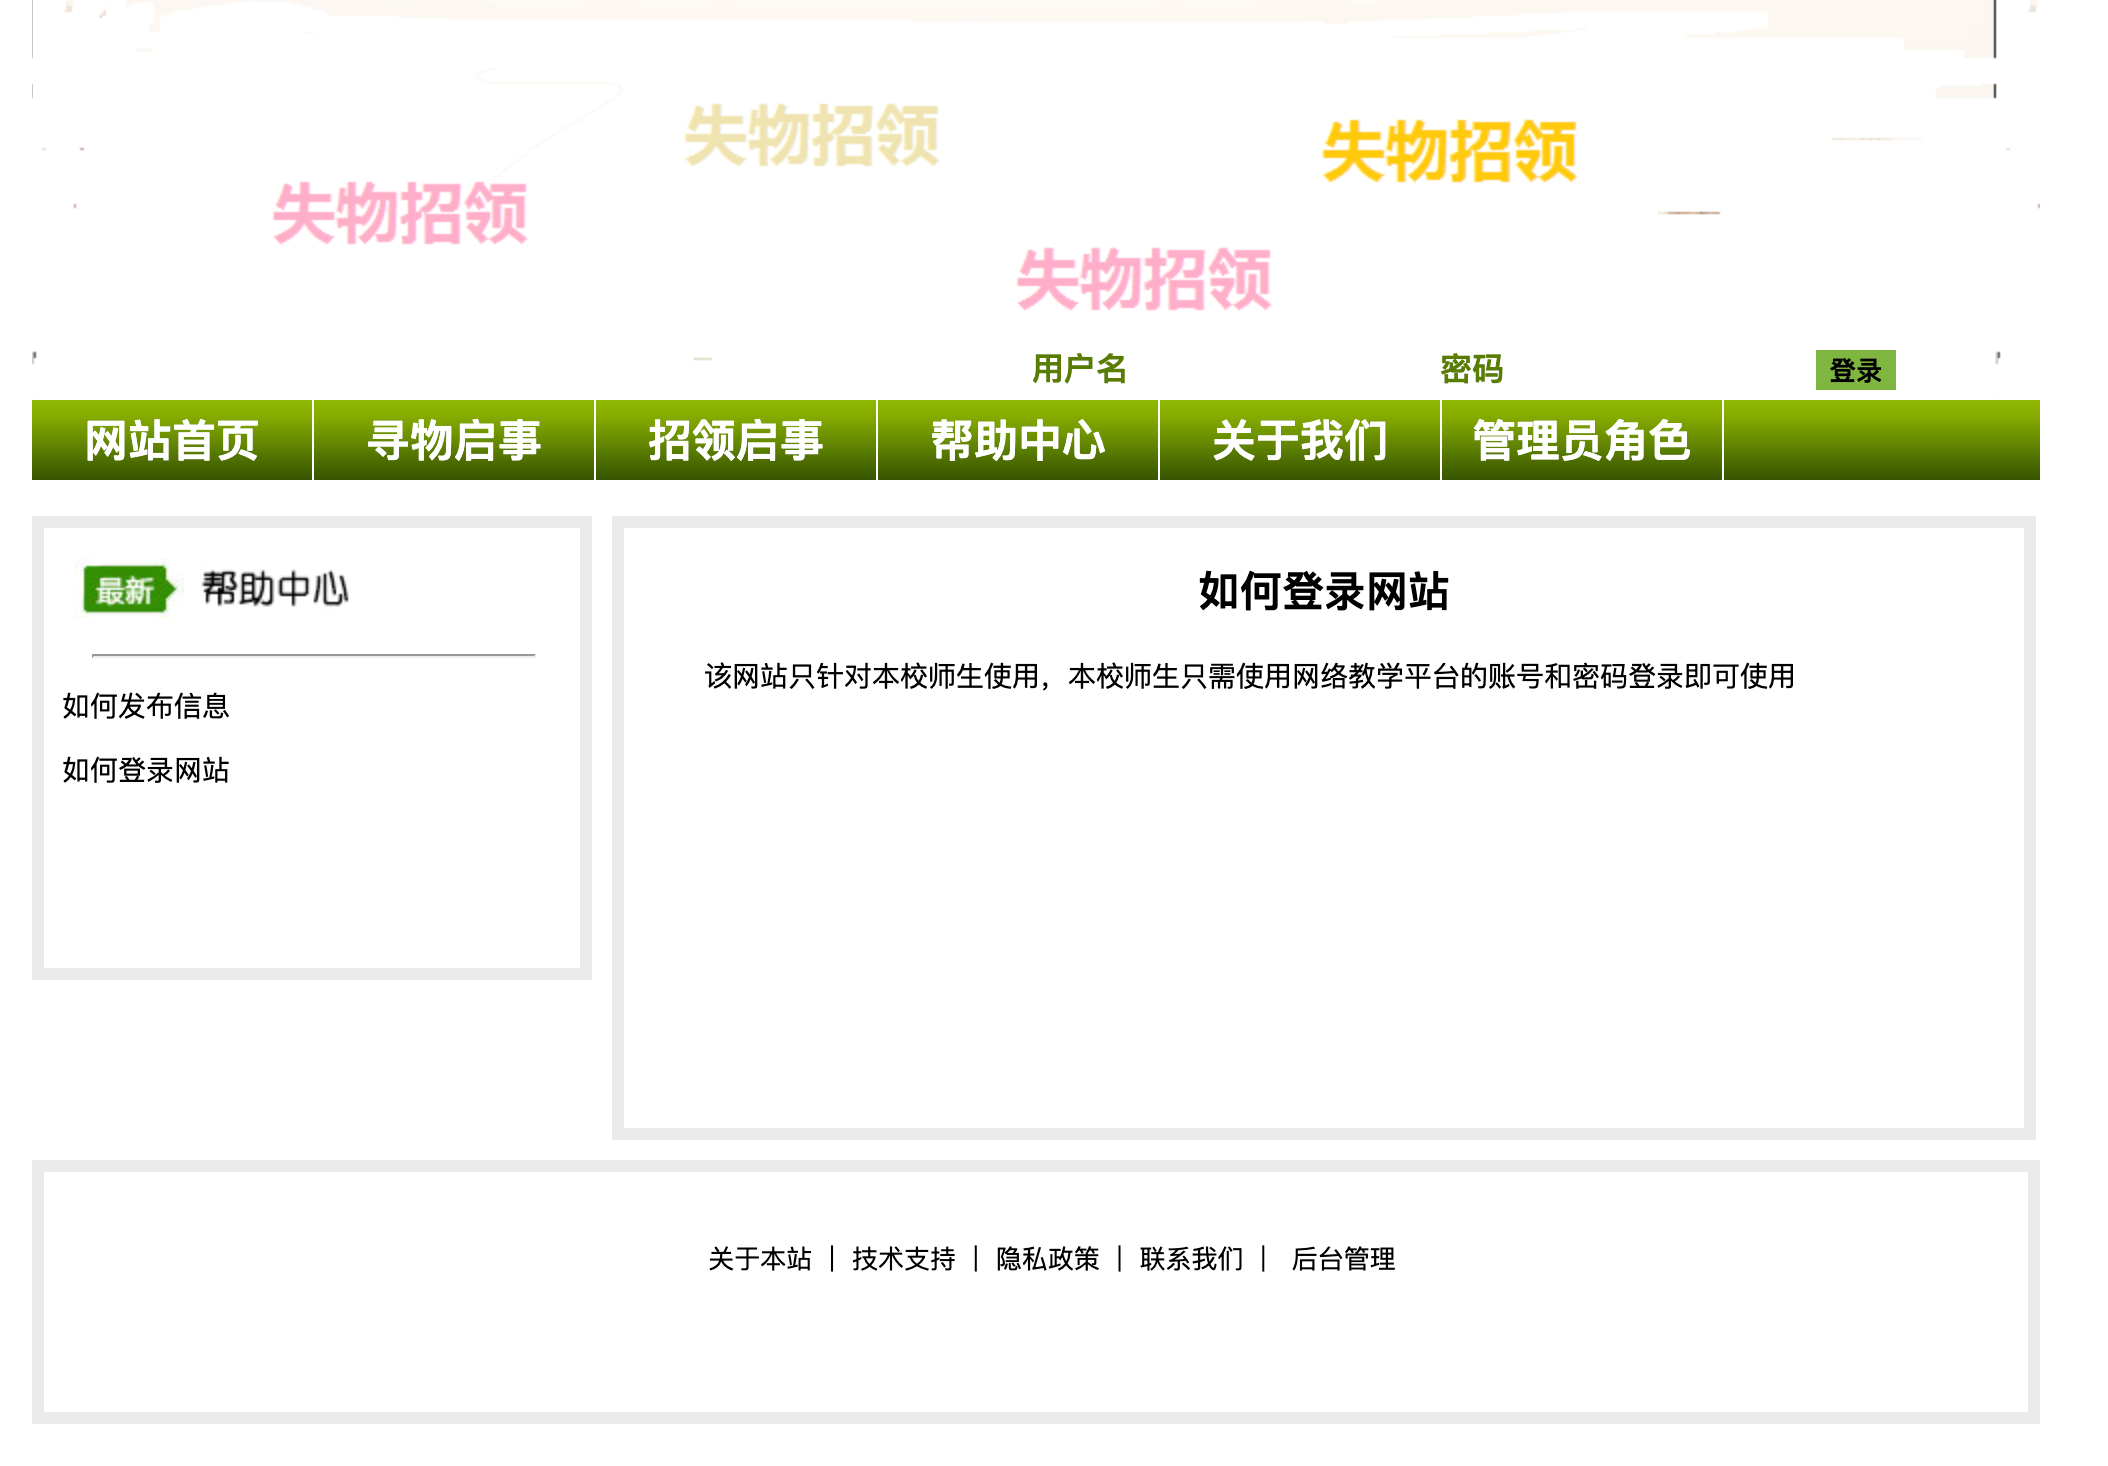 失物招领
失物招领
失物招领
失物招领
用户名 密码 登录
网站首页 寻物启事 招领启事 帮助中心 关于我们 管理员角色
最新 帮助中心
如何发布信息
如何登录网站
如何登录网站
该网站只针对本校师生使用，本校师生只需使用网络教学平台的账号和密码登录即可使用
关于本站 | 技术支持 | 隐私政策 | 联系我们 | 后台管理